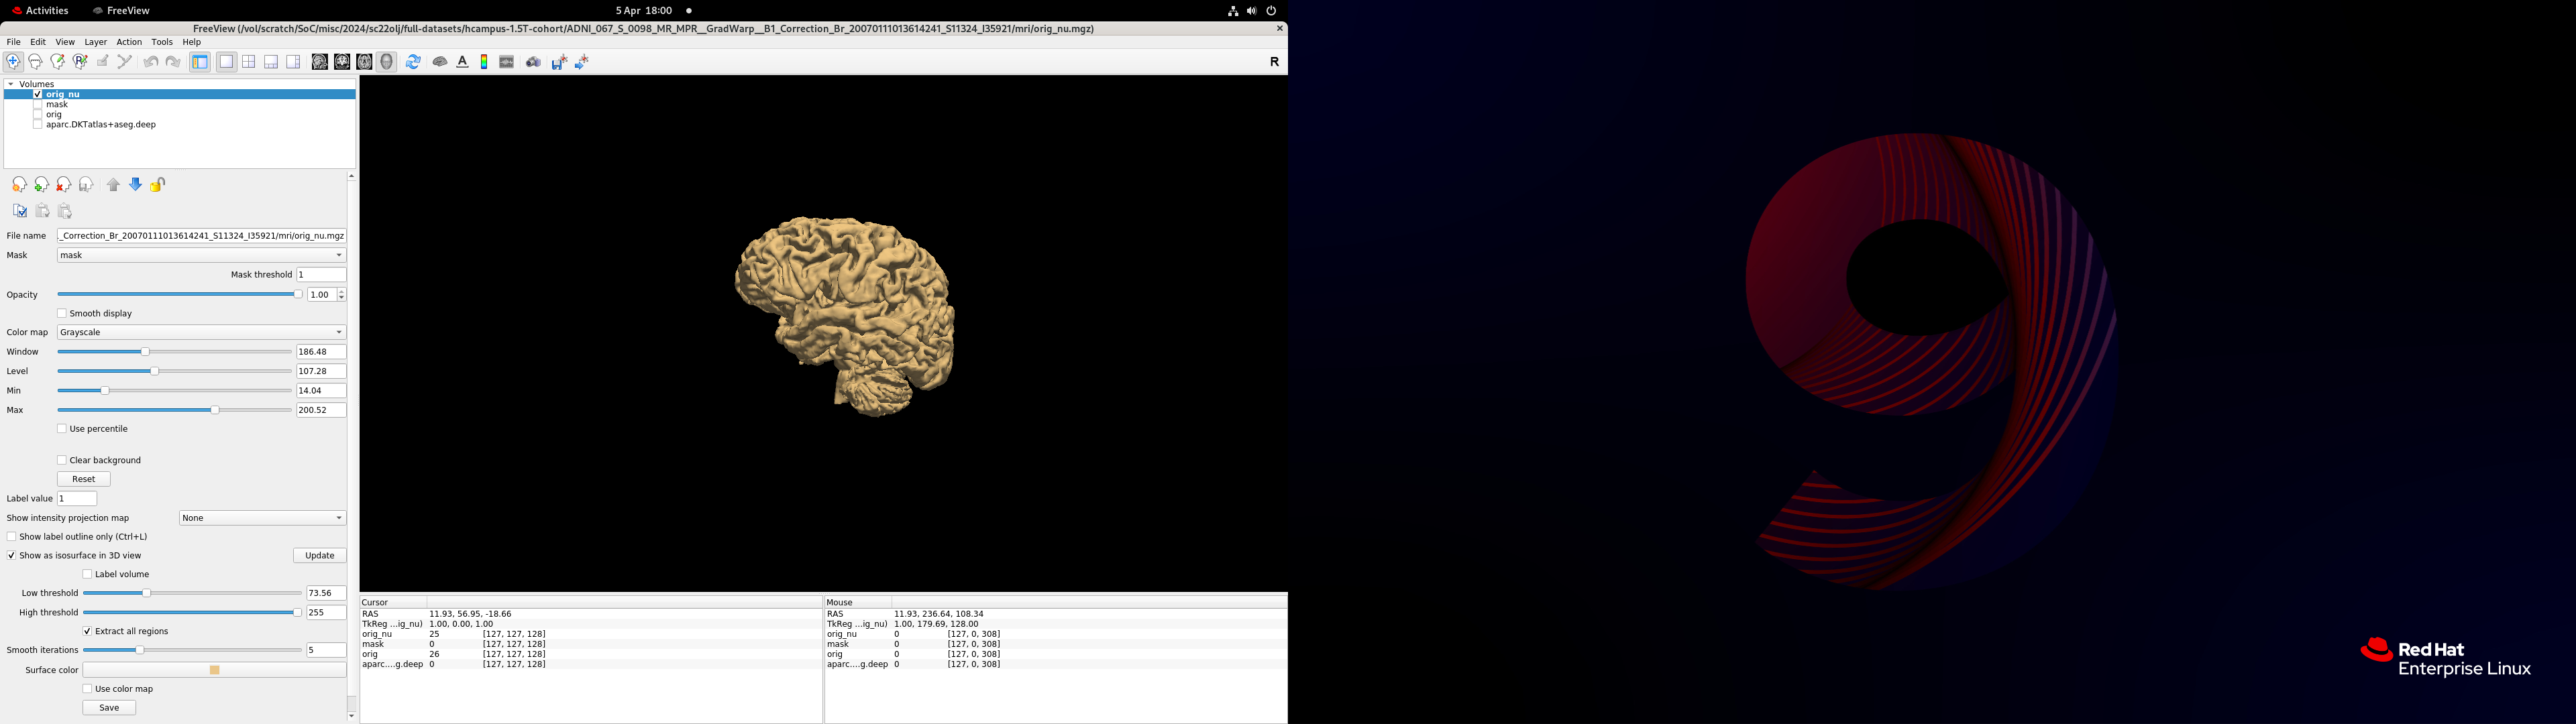 Activities
FreeView
5 Apr 18:00
FreeView (/vol/scratch/SoC/misc/2024/sc22olj/full-datasets/hcampus-1.5T-cohort/ADNI_067_S_0098_MR_MPR__GradWarp__B1_Correction_Br_20070111013614241_S11324_I35921/mri/orig_nu.mgz)
File Edit View Layer Action Tools Help
A
R
Volumes
orig_nu
mask
orig
aparc.DKTatlas+aseg.deep
File name _Correction_Br_20070111013614241_S11324_I35921/mri/orig_nu.mgz
Mask mask
Mask threshold 1
Opacity 1.00
Smooth display
Color map Grayscale
Window 186.48
Level 107.28
Min 14.04
Max 200.52
Use percentile
Clear background
Reset
Label value 1
Show intensity projection map None
Show label outline only (Ctrl+L)
Show as isosurface in 3D view Update
Label volume
Low threshold 73.56
High threshold 255
Extract all regions
Smooth iterations 5
Surface color
Use color map
Save
Cursor
RAS 11.93, 56.95, -18.66
TkReg ...ig_nu) 1.00, 0.00, 1.00
orig_nu 25 [127, 127, 128]
mask 0 [127, 127, 128]
orig 26 [127, 127, 128]
aparc....g.deep 0 [127, 127, 128]
Mouse
RAS 11.93, 236.64, 108.34
TkReg ...ig_nu) 1.00, 179.69, 128.00
orig_nu 0 [127, 0, 308]
mask 0 [127, 0, 308]
orig 0 [127, 0, 308]
aparc....g.deep 0 [127, 0, 308]
Red Hat
Enterprise Linux